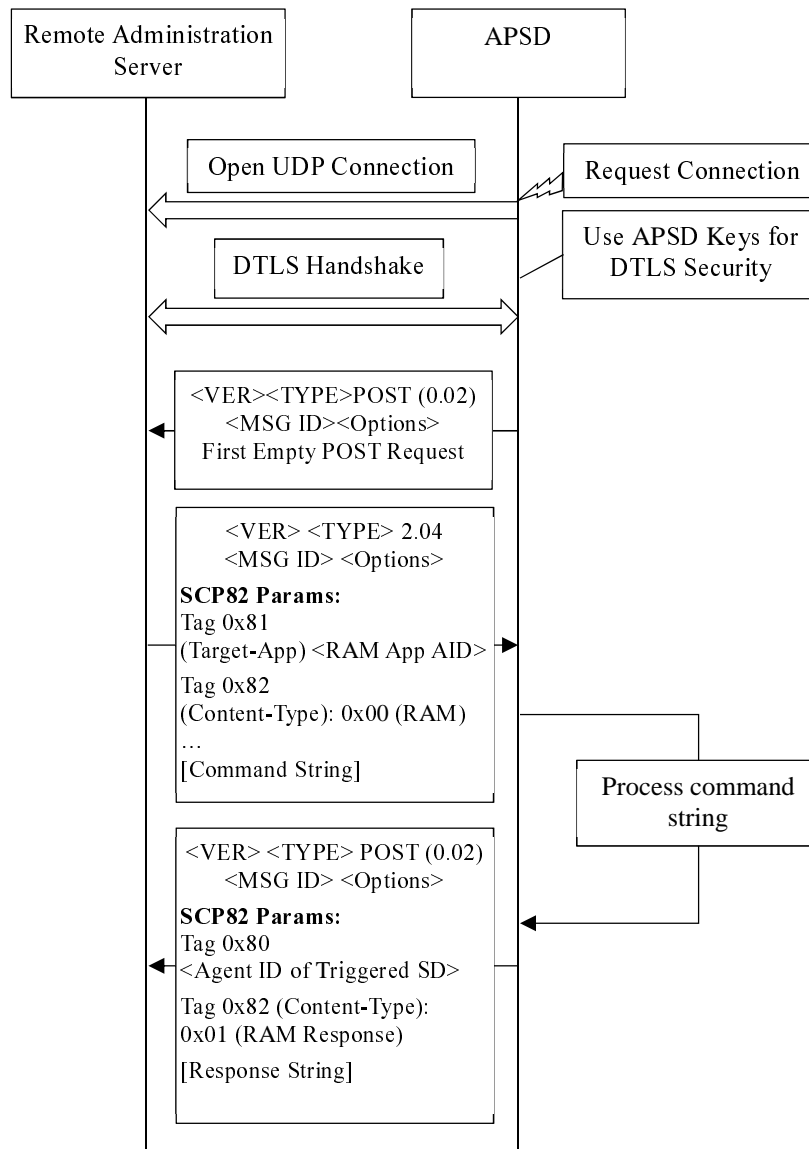 Remote Administration
Server
APSD
Open UDP Connection
Request Connection
Use APSD Keys for
DTLS Security
DTLS Handshake
<VER><TYPE>POST (0.02)
<MSG ID><Options>
First Empty POST Request
<VER> <TYPE> 2.04
<MSG ID> <Options>
SCP82 Params:
Tag 0x81
(Target-App) <RAM App AID>
Tag 0x82
(Content-Type): 0x00 (RAM)
…
[Command String]
Process command
string
<VER> <TYPE> POST (0.02)
<MSG ID> <Options>
SCP82 Params:
Tag 0x80
<Agent ID of Triggered SD>
Tag 0x82 (Content-Type):
0x01 (RAM Response)
[Response String]